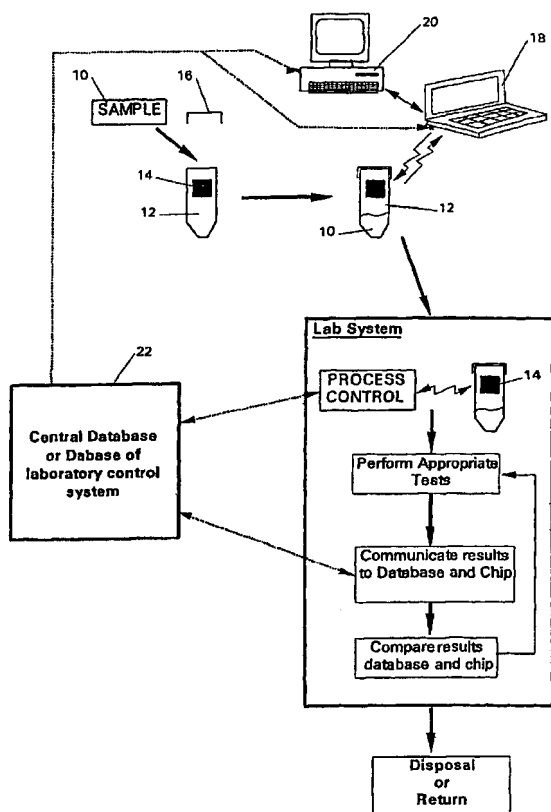 20
18
10
16
SAMPLE
14
12
12
10
Lab System
22
PROCESS
CONTROL
14
Central Database
or Dabase of
laboratory control
system
Perform Appropriate
Tests
Communicate results
to Database and Chip
Compare results
database and chip
Disposal
or
Return